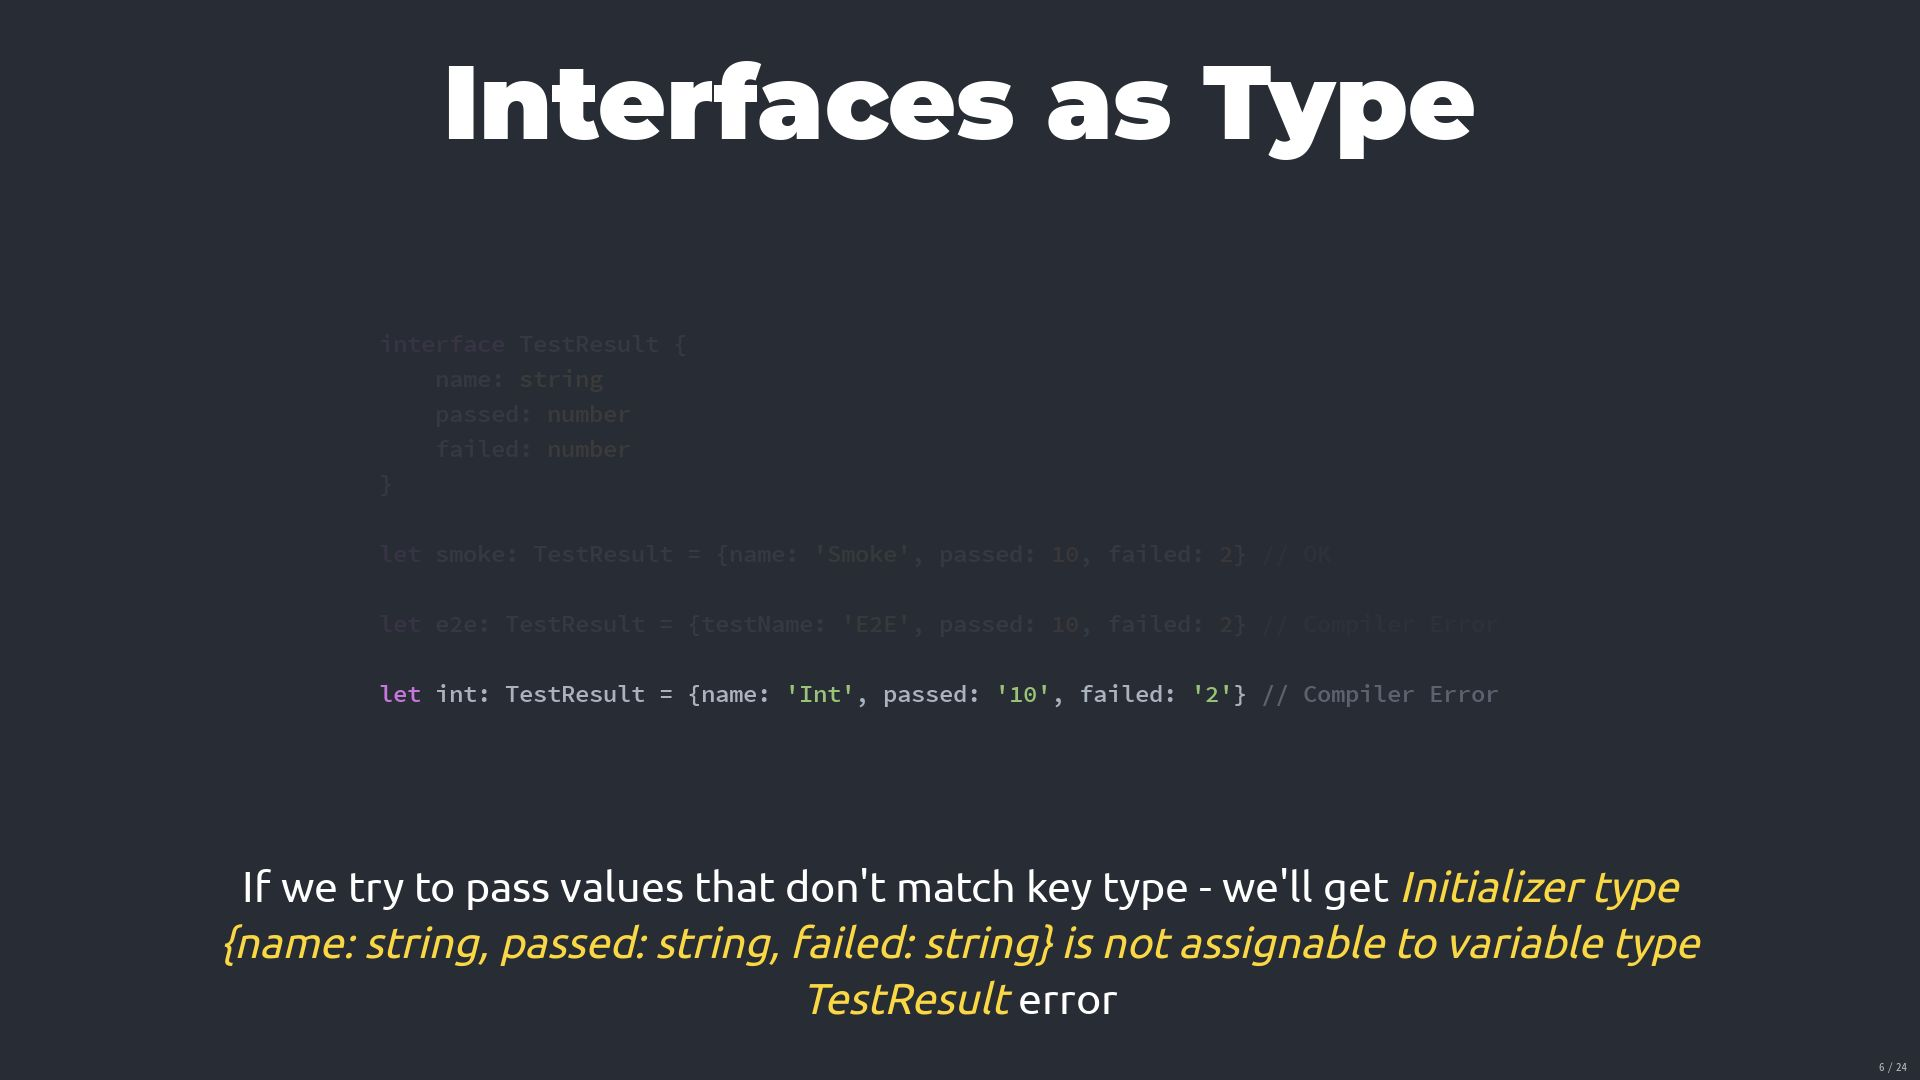 Interfaces as Type
interface TestResult {
    name: string
    passed: number
    failed: number
}
let smoke: TestResult = {name: 'Smoke', passed: 10, failed: 2} // OK
let e2e: TestResult = {testName: 'E2E', passed: 10, failed: 2} // Compiler Error
let int: TestResult = {name: 'Int', passed: '10', failed: '2'} // Compiler Error
If we try to pass values that don't match key type - we'll get Initializer type
{name: string, passed: string, failed: string} is not assignable to variable type
TestResult error
6 / 24